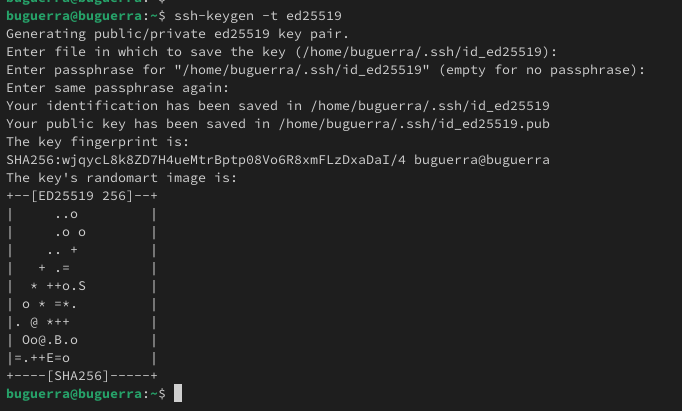 buguerra@buguerra:~$ ssh-keygen -t ed25519
Generating public/private ed25519 key pair.
Enter file in which to save the key (/home/buguerra/.ssh/id_ed25519):
Enter passphrase for "/home/buguerra/.ssh/id_ed25519" (empty for no passphrase):
Enter same passphrase again:
Your identification has been saved in /home/buguerra/.ssh/id_ed25519
Your public key has been saved in /home/buguerra/.ssh/id_ed25519.pub
The key fingerprint is:
SHA256:wjqycL8k8ZD7H4ueMtrBptp08Vo6R8xmFLzDxaDaI/4 buguerra@buguerra
The key's randomart image is:
+--[ED25519 256]--+
|     ..o         |
|     .o o        |
|    .. +         |
|   + .=          |
|  * ++o.S        |
| o * =*.         |
|. @ *++          |
| Oo@.B.o         |
|=.++E=o          |
+----[SHA256]-----+
buguerra@buguerra:~$